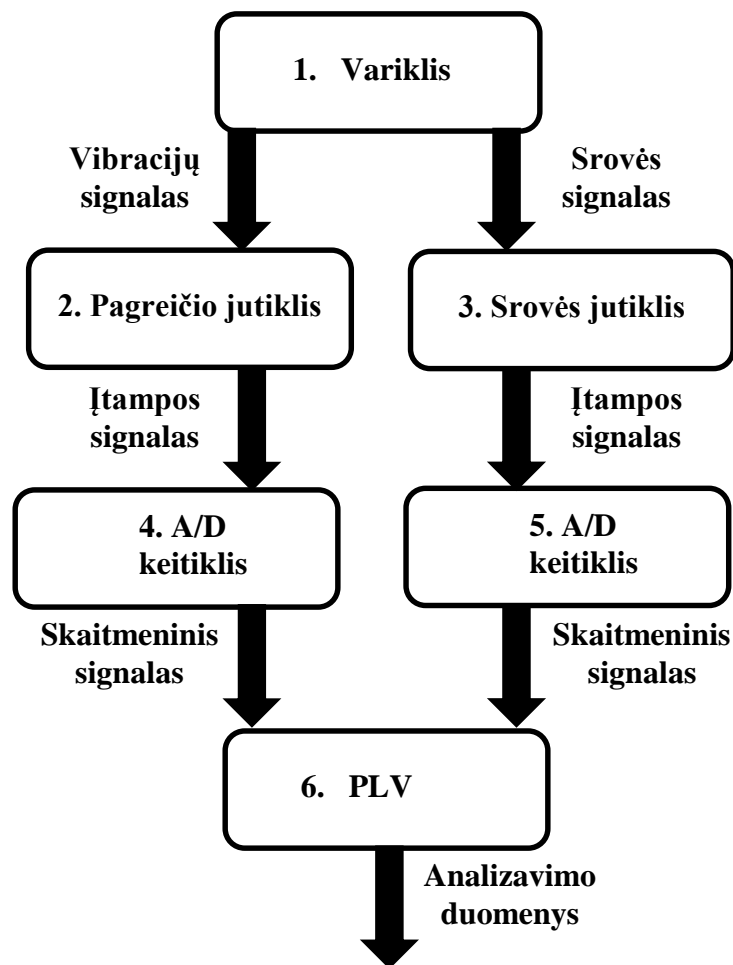 1. Variklis
Vibracijų
signalas
Srovės
signalas
2. Pagreičio jutiklis
3. Srovės jutiklis
Įtampos
signalas
Įtampos
signalas
4. A/D
keitiklis
5. A/D
keitiklis
Skaitmeninis
signalas
Skaitmeninis
signalas
6. PLV
Analizavimo
duomenys